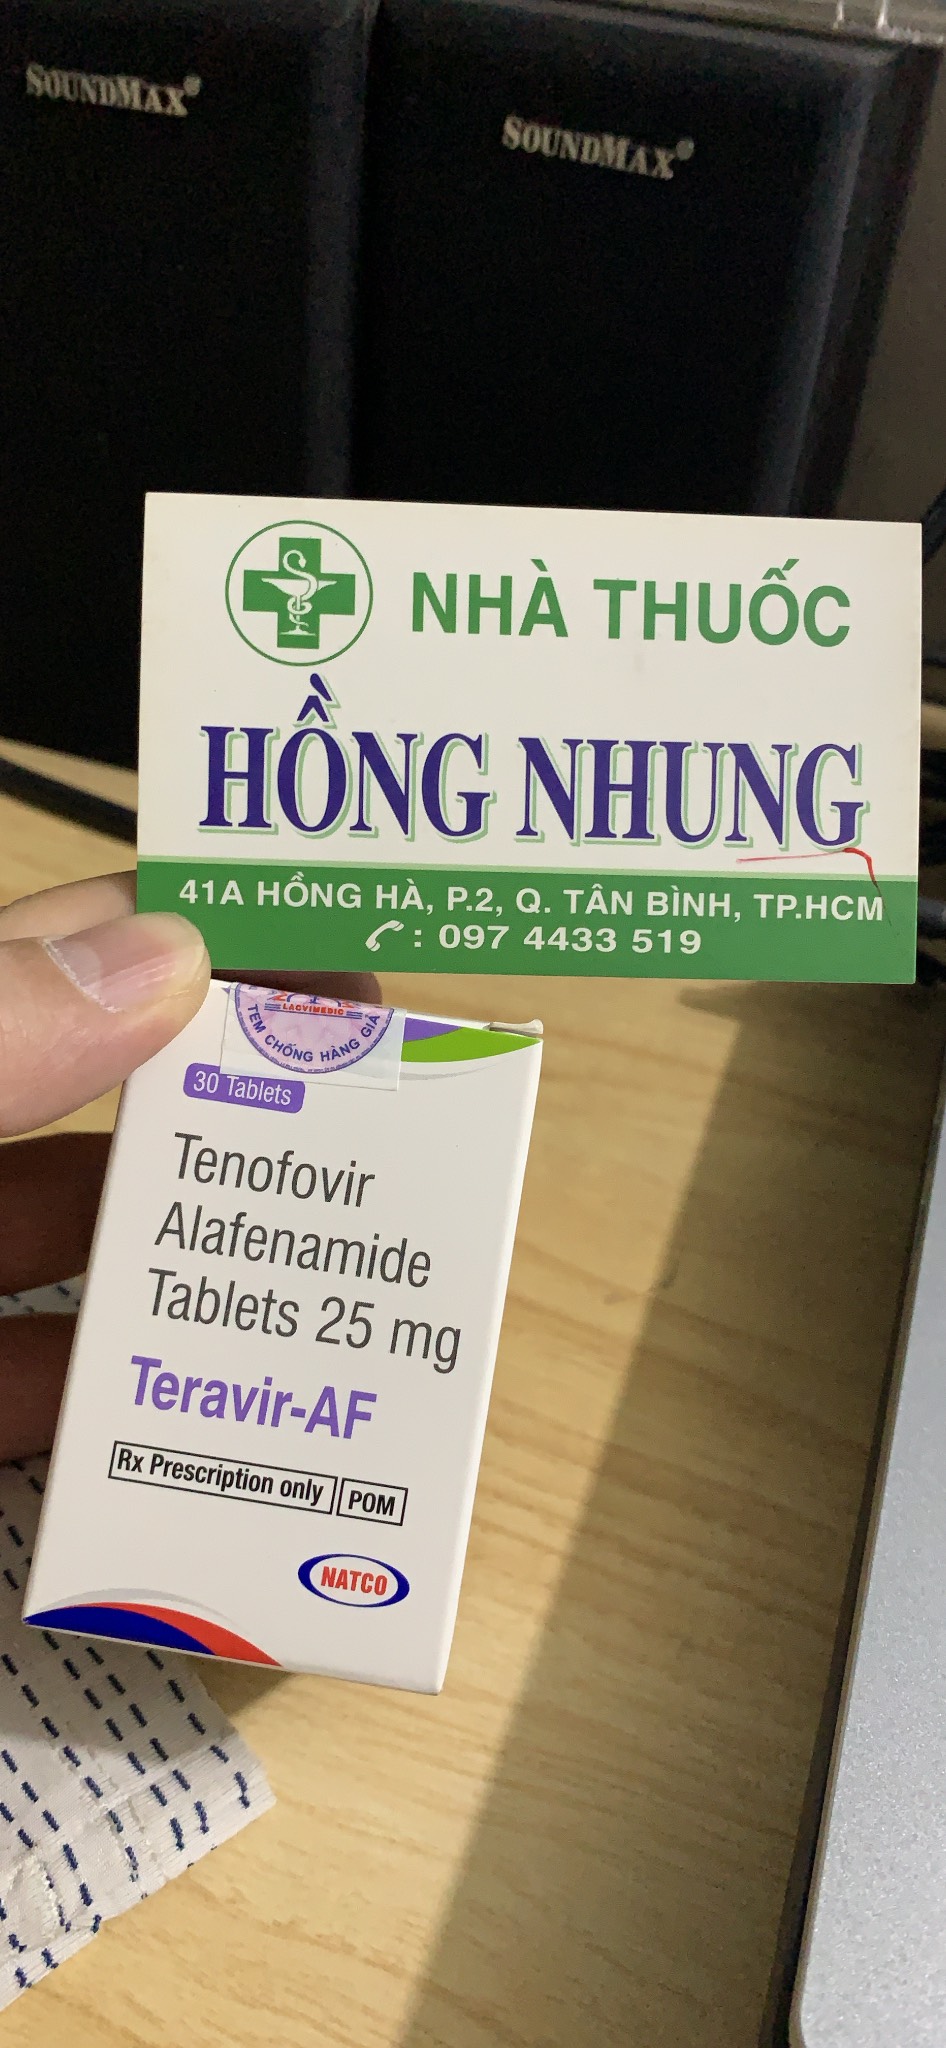 SOUNDMAX®
SOUNDMAX®
NHÀ THUỐC
HỒNG NHUNG
41A HỒNG HÀ, P.2, Q. TÂN BÌNH, TP.HCM
: 097 4433 519
LACVIMEDIC
TEM CHỐNG HÀNG GIẢ
30 Tablets
Tenofovir
Alafenamide
Tablets 25 mg
Teravir-AF
Rx Prescription only POM
NATCO